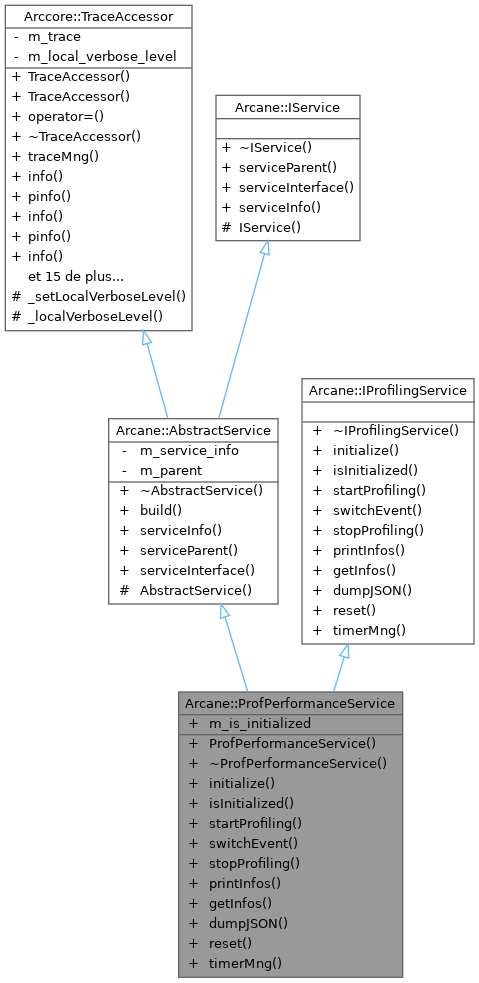 Arccore::TraceAccessor
- m_trace
- m_local_verbose_level
+ TraceAccessor()
+ TraceAccessor()
+ operator=()
+ ~TraceAccessor()
+ traceMng()
+ info()
+ pinfo()
+ info()
+ pinfo()
+ info()
et 15 de plus...
# _setLocalVerboseLevel()
# _localVerboseLevel()
Arcane::IService
+ ~IService()
+ serviceParent()
+ serviceInterface()
+ serviceInfo()
# IService()
Arcane::AbstractService
- m_service_info
- m_parent
+ ~AbstractService()
+ build()
+ serviceInfo()
+ serviceParent()
+ serviceInterface()
# AbstractService()
Arcane::IProfilingService
+ ~IProfilingService()
+ initialize()
+ isInitialized()
+ startProfiling()
+ switchEvent()
+ stopProfiling()
+ printInfos()
+ getInfos()
+ dumpJSON()
+ reset()
+ timerMng()
Arcane::ProfPerformanceService
+ m_is_initialized
+ ProfPerformanceService()
+ ~ProfPerformanceService()
+ initialize()
+ isInitialized()
+ startProfiling()
+ switchEvent()
+ stopProfiling()
+ printInfos()
+ getInfos()
+ dumpJSON()
+ reset()
+ timerMng()